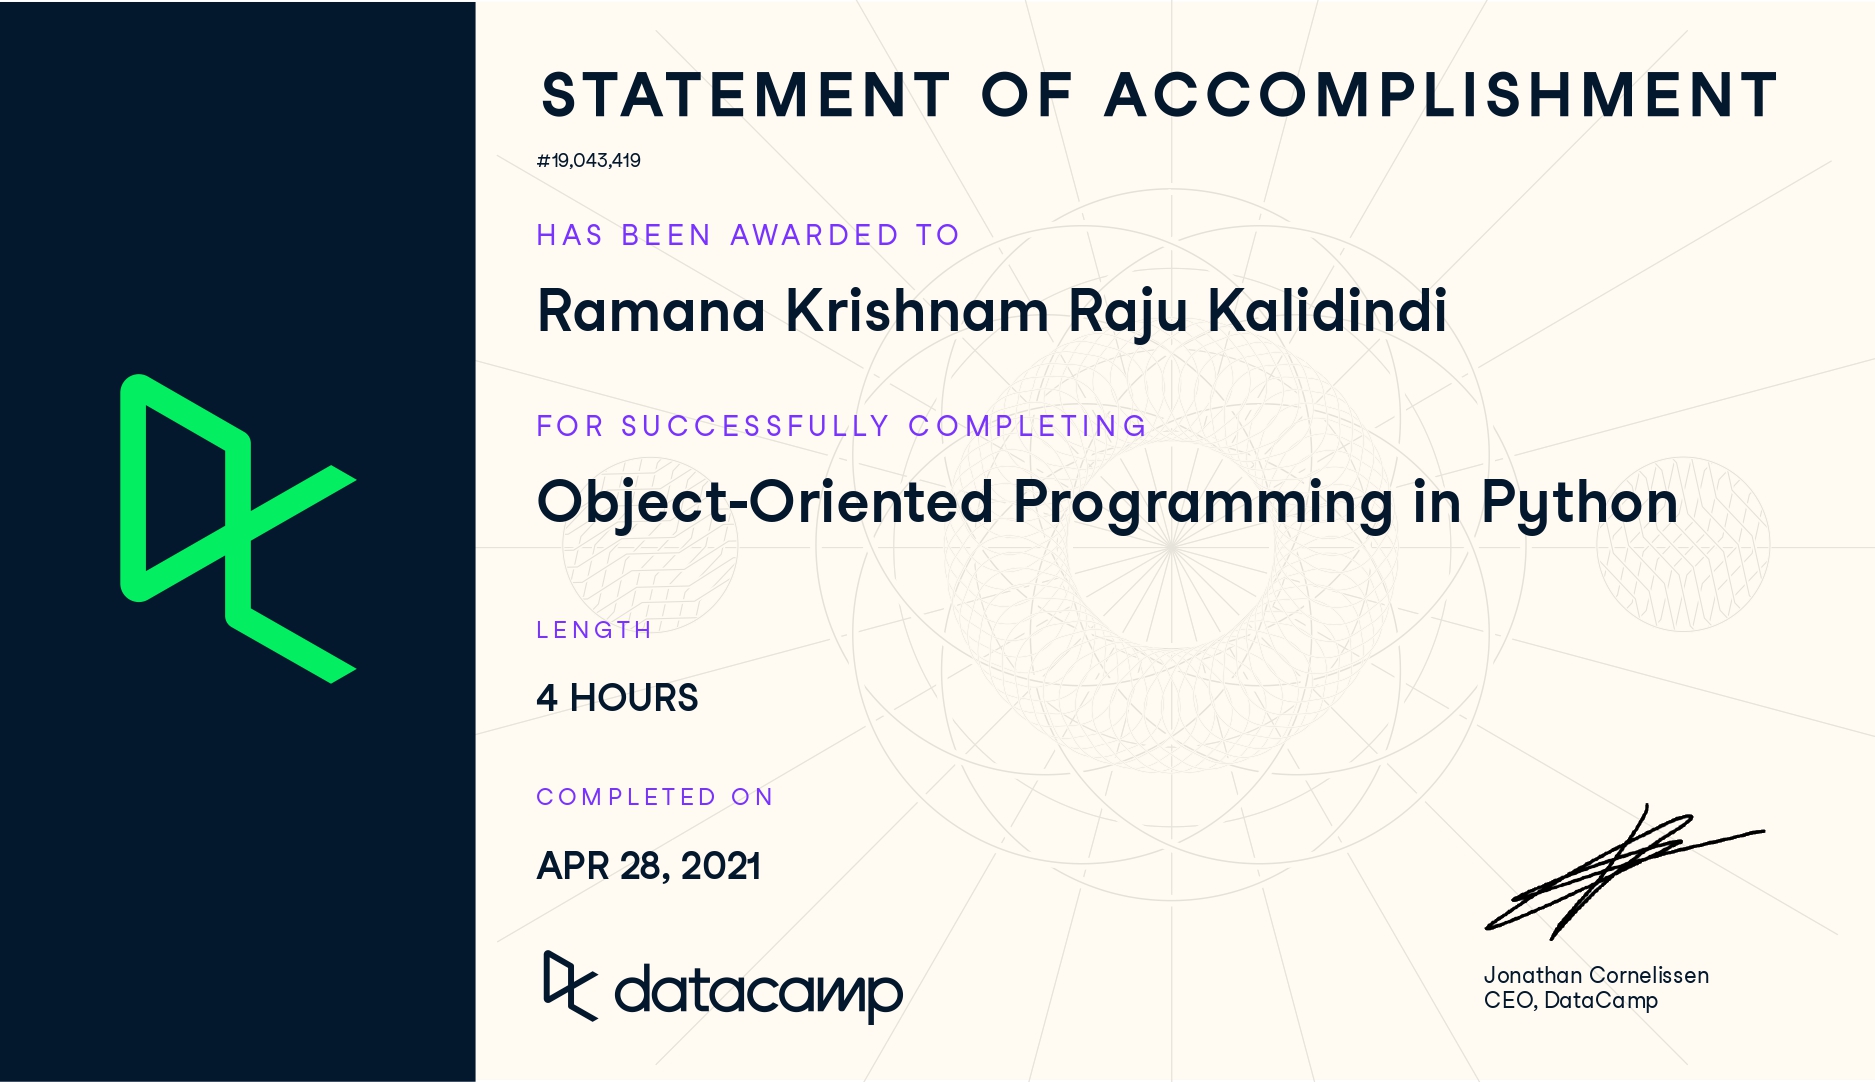 STATEMENT OF ACCOMPLISHMENT
#19,043,419
HAS BEEN AWARDED TO
Ramana Krishnam Raju Kalidindi
FOR SUCCESSFULLY COMPLETING
Object-Oriented Programming in Python
LENGTH
4 HOURS
COMPLETED ON
APR 28, 2021
datacamp
Jonathan Cornelissen
CEO, DataCamp